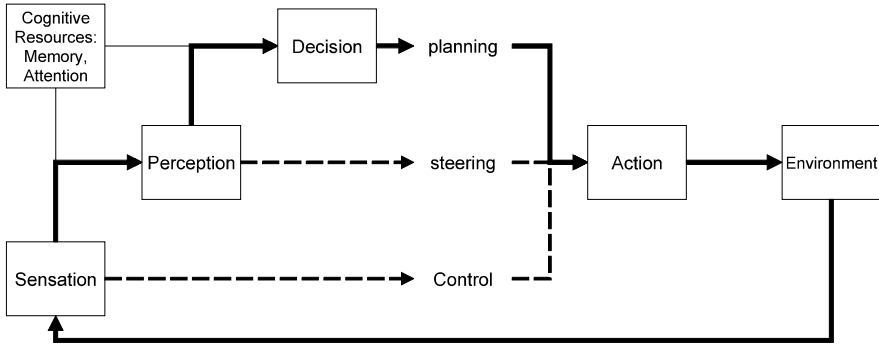 Cognitive
Resources:
Memory,
Attention
Decision
planning
Perception
steering
Action
Environment
Sensation
Control